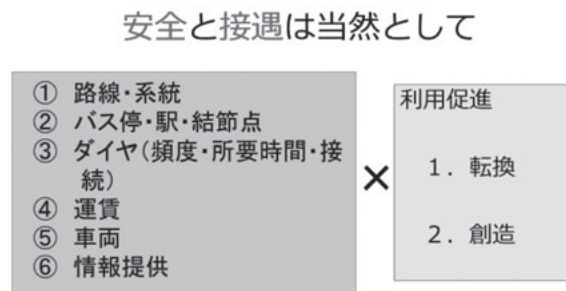 安全と接遇は当然として
① 路線・系統
② バス停・駅・結節点
③ ダイヤ(頻度・所要時間・接
続)
④ 運賃
⑤ 車両
⑥ 情報提供
×
利用促進
1. 転換
2. 創造